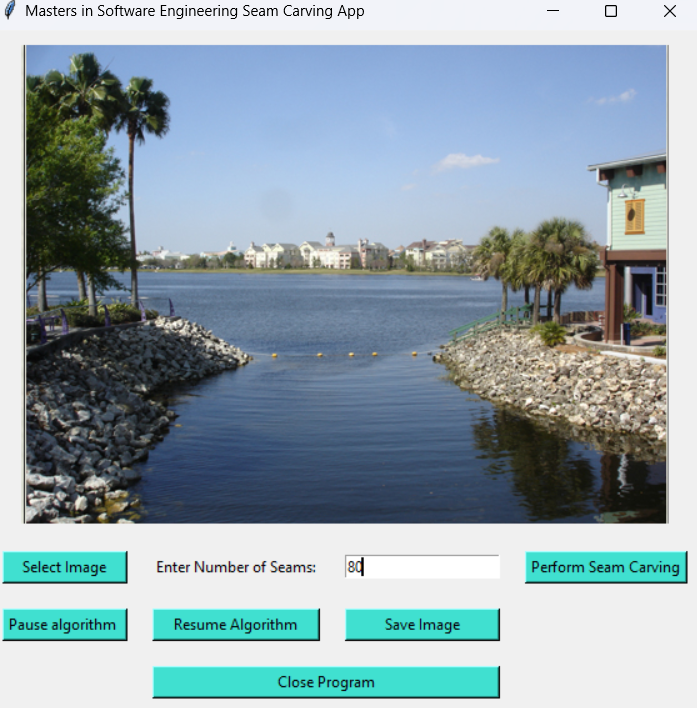 Masters in Software Engineering Seam Carving App
Select Image
Enter Number of Seams:
80
Perform Seam Carving
Pause algorithm
Resume Algorithm
Save Image
Close Program